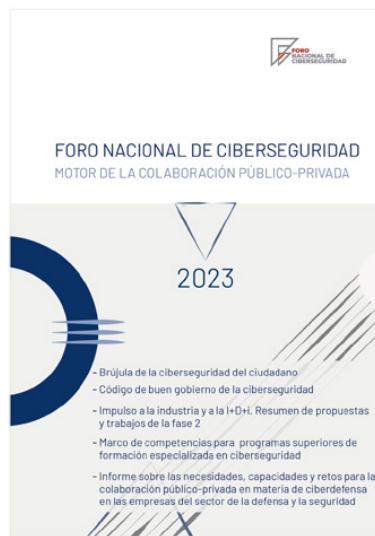 FORO
NACIONAL DE
CIBERSEGURIDAD
FORO NACIONAL DE CIBERSEGURIDAD
MOTOR DE LA COLABORACIÓN PÚBLICO-PRIVADA
2023
- Brújula de la ciberseguridad del ciudadano
- Código de buen gobierno de la ciberseguridad
- Impulso a la industria y a la I+D+i. Resumen de propuestas
y trabajos de la fase 2
- Marco de competencias para programas superiores de
formación especializada en ciberseguridad
- Informe sobre las necesidades, capacidades y retos para la
colaboración público-privada en materia de ciberdefensa
en las empresas del sector de la defensa y la seguridad